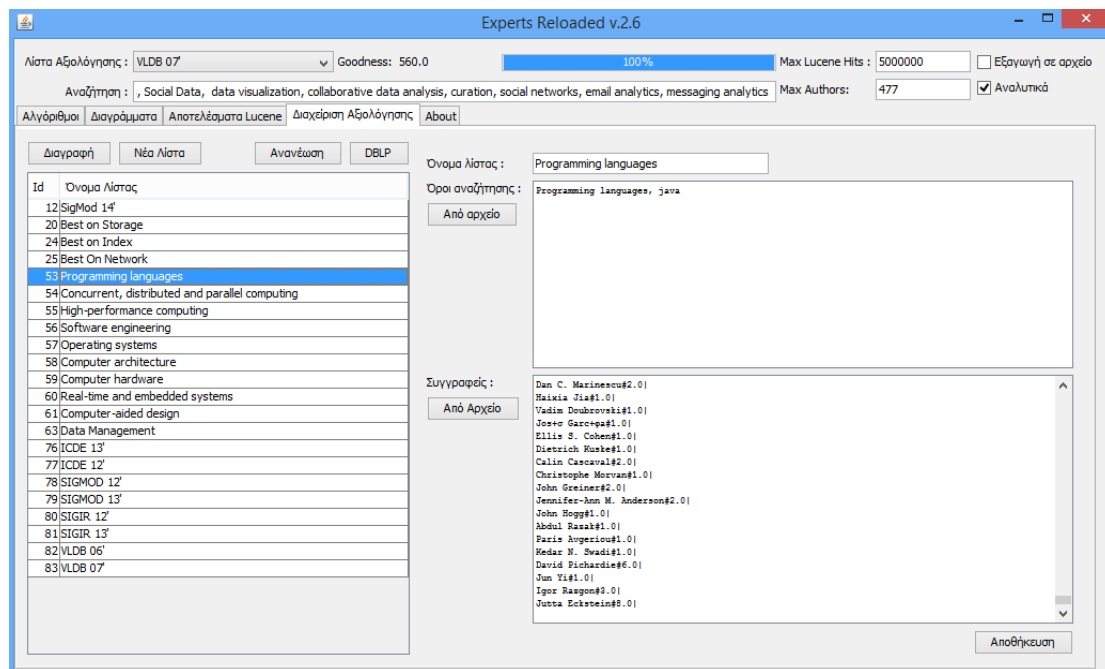 Experts Reloaded v.2.6
Λίστα Αξιολόγησης : VLDB 07' Goodness: 560.0 100% Max Lucene Hits : 5000000 Εξαγωγή σε αρχείο
Αναζήτηση : , Social Data, data visualization, collaborative data analysis, curation, social networks, email analytics, messaging analytics Max Authors: 477 Αναλυτικά
Αλγόριθμοι Διαγράμματα Αποτελέσματα Lucene Διαχείριση Αξιολόγησης About
Διαγραφή Νέα Λίστα Ανανέωση DBLP
Id Όνομα Λίστας
12 SigMod 14'
20 Best on Storage
24 Best on Index
25 Best On Network
53 Programming languages
54 Concurrent, distributed and parallel computing
55 High-performance computing
56 Software engineering
57 Operating systems
58 Computer architecture
59 Computer hardware
60 Real-time and embedded systems
61 Computer-aided design
63 Data Management
76 ICDE 13'
77 ICDE 12'
78 SIGMOD 12'
79 SIGMOD 13'
80 SIGIR 12'
81 SIGIR 13'
82 VLDB 06'
83 VLDB 07'
Όνομα λίστας : Programming languages
Όροι αναζήτησης : Programming languages, java
Από αρχείο
Συγγραφείς :
Από Αρχείο
Dan C. Marinescu#2.0|
Haixia Jia#1.0|
Vadim Doubrovski#1.0|
Jos+σ Garc+φa#1.0|
Ellis S. Cohen#1.0|
Dietrich Kuske#1.0|
Calin Cascaval#2.0|
Christophe Morvan#1.0|
John Greiner#2.0|
Jennifer-Ann M. Anderson#2.0|
John Hogg#1.0|
Abdul Razak#1.0|
Paris Avgeriou#1.0|
Kedar N. Swadi#1.0|
David Pichardie#6.0|
Jun Yi#1.0|
Igor Razgon#3.0|
Jutta Eckstein#8.0|
Αποθήκευση